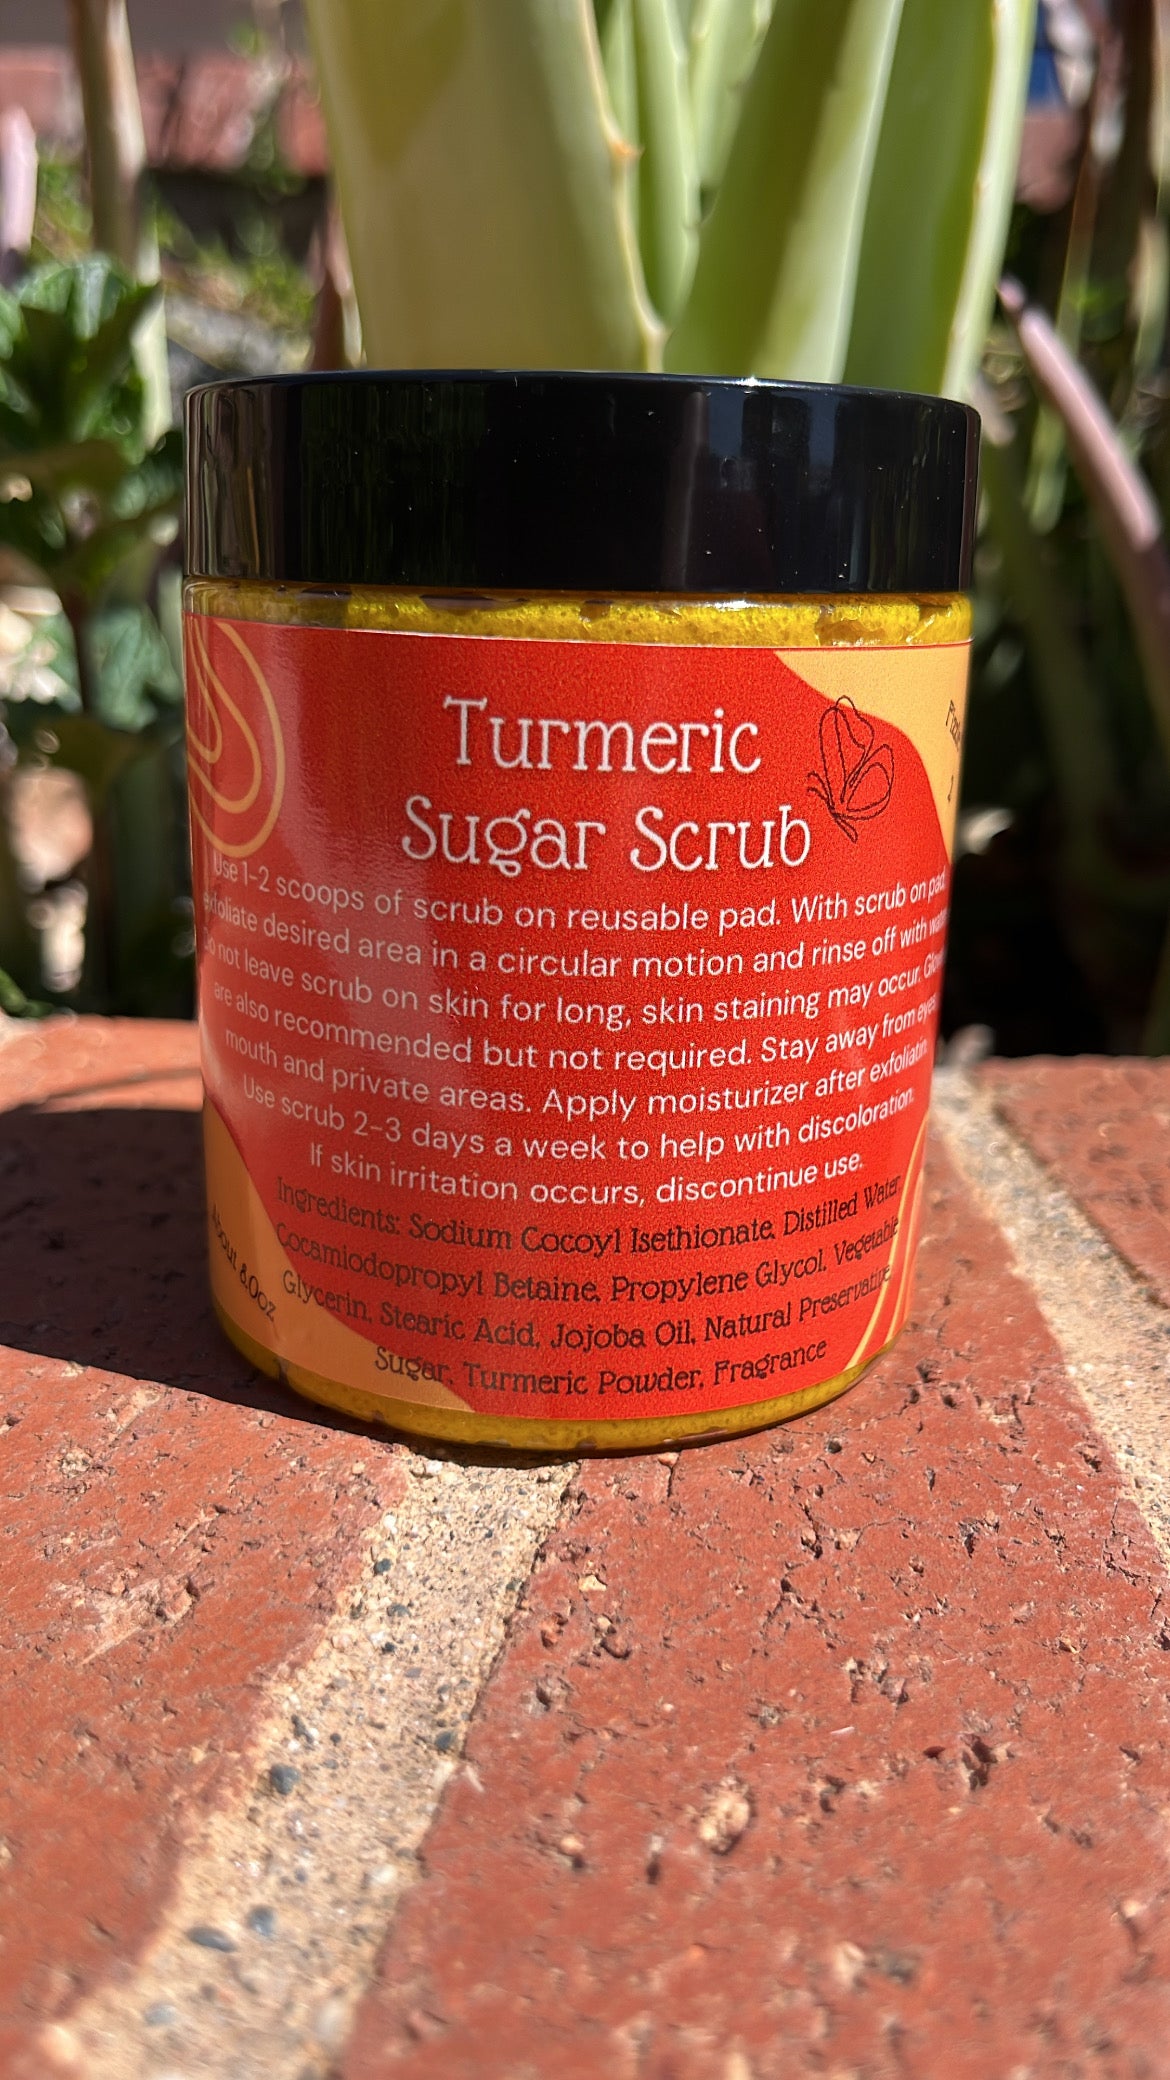 Turmeric
Sugar Scrub
Use 1-2 scoops of scrub on reusable pad. With scrub on pad,
exfoliate desired area in a circular motion and rinse off with water.
Do not leave scrub on skin for long, skin staining may occur.
are also recommended but not required. Stay away from eyes,
mouth and private areas. Apply moisturizer after exfoliatin
Use scrub 2-3 days a week to help with discoloration.
If skin irritation occurs, discontinue use.
Ingredients: Sodium Cocoyl Isethionate, Distilled Water,
Cocamiodopropyl Betaine, Propylene Glycol, Vegetable
Glycerin, Stearic Acid, Jojoba Oil, Natural Preservative
Sugar, Turmeric Powder, Fragrance
About 8.0oz